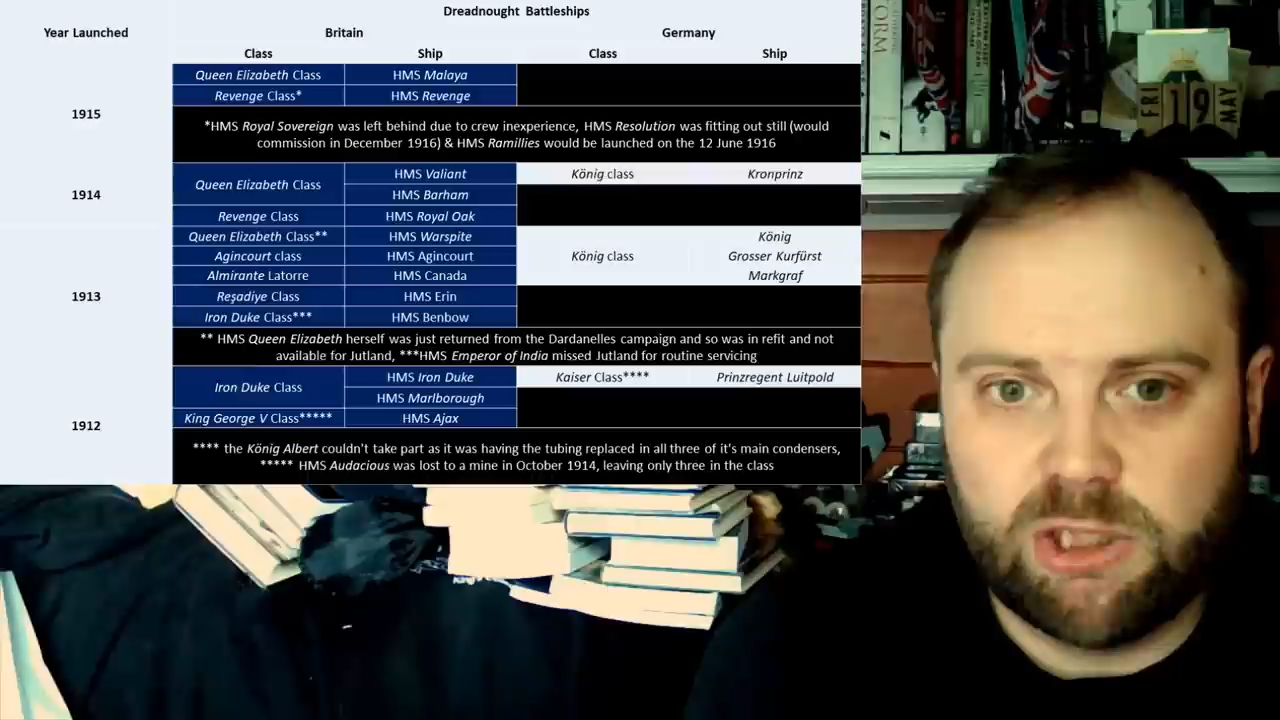 Dreadnought Battleships
Year Launched
Britain
Germany
Class
Ship
Class
Ship
1915
Queen Elizabeth Class
HMS Malaya
Revenge Class*
HMS Revenge
*HMS Royal Sovereign was left behind due to crew inexperience, HMS Resolution was fitting out still (would
commission in December 1916) & HMS Ramillies would be launched on the 12 June 1916
1914
Queen Elizabeth Class
HMS Valiant
König class
Kronprinz
HMS Barham
Revenge Class
HMS Royal Oak
1913
Queen Elizabeth Class**
HMS Warspite
König class
König
Agincourt class
HMS Agincourt
Grosser Kurfürst
Almirante Latorre
HMS Canada
Markgraf
Reşadiye Class
HMS Erin
Iron Duke Class***
HMS Benbow
** HMS Queen Elizabeth herself was just returned from the Dardanelles campaign and so was in refit and not
available for Jutland, ***HMS Emperor of India missed Jutland for routine servicing
1912
Iron Duke Class
HMS Iron Duke
Kaiser Class****
Prinzregent Luitpold
HMS Marlborough
King George V Class*****
HMS Ajax
**** the König Albert couldn't take part as it was having the tubing replaced in all three of it's main condensers,
***** HMS Audacious was lost to a mine in October 1914, leaving only three in the class
FRI 19 MAY